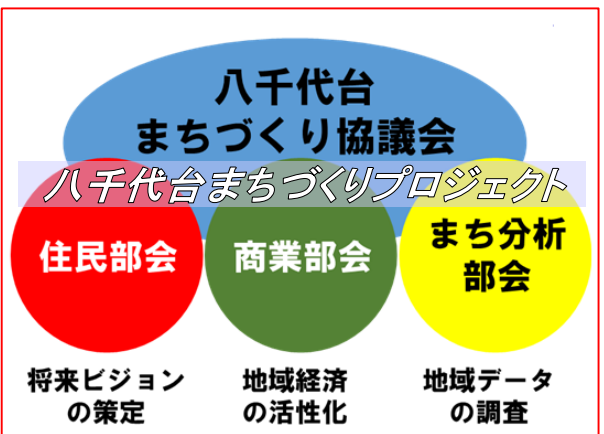 八千代台
まちづくり協議会
八千代台まちづくりプロジェクト
住民部会
商業部会
まち分析
部会
将来ビジョン
の策定
地域経済
の活性化
地域データ
の調査